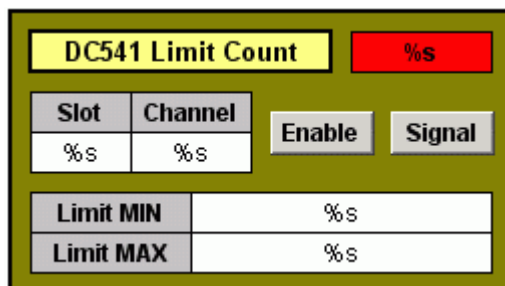 DC541 Limit Count %s
Slot Channel
%s %s Enable Signal
Limit MIN %s
Limit MAX %s